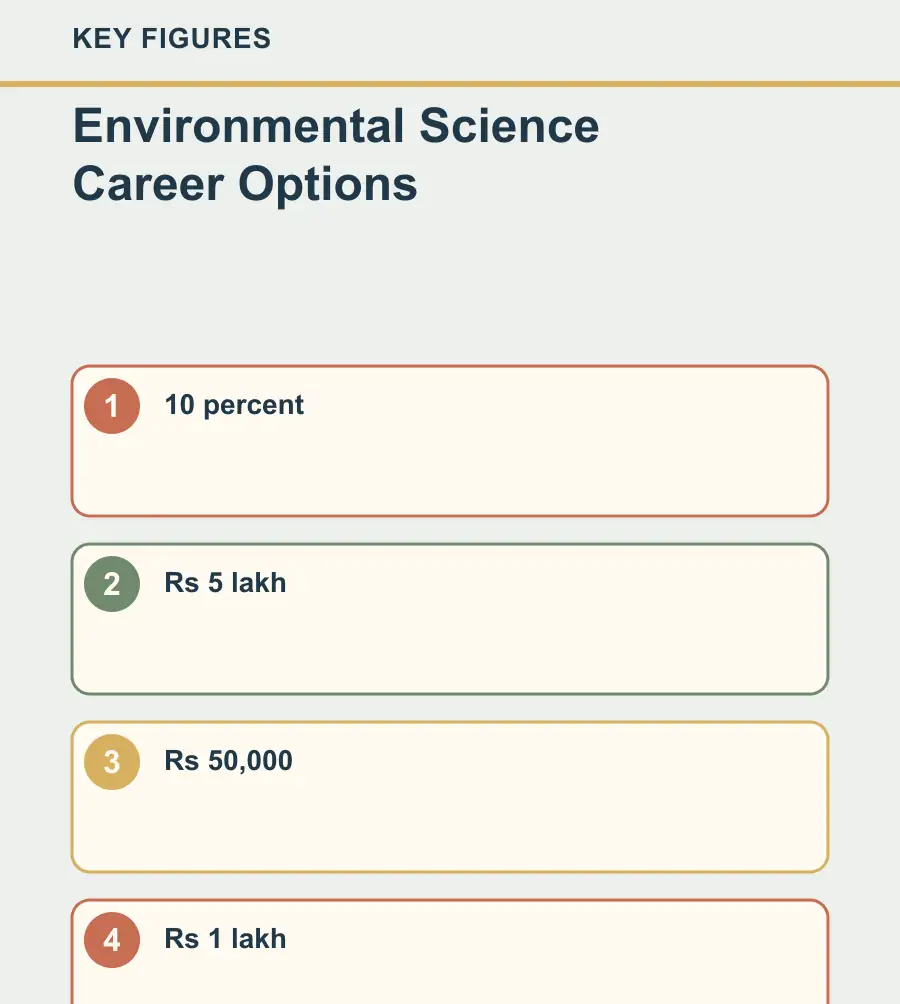 KEY FIGURES
Environmental Science
Career Options
1 10 percent
2 Rs 5 lakh
3 Rs 50,000
4 Rs 1 lakh